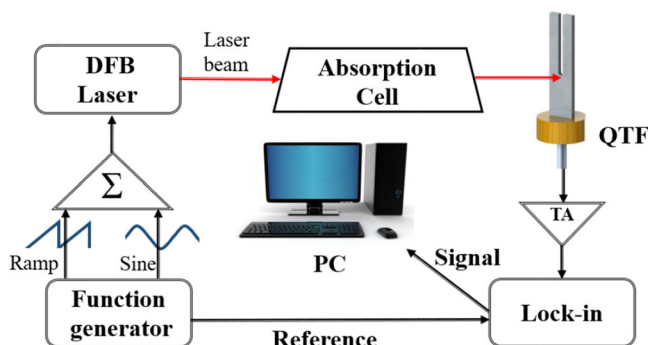 DFB
Laser
Laser
beam
Absorption
Cell
QTF
Σ
TA
Ramp
Sine
PC
Signal
Function
generator
Lock-in
Reference